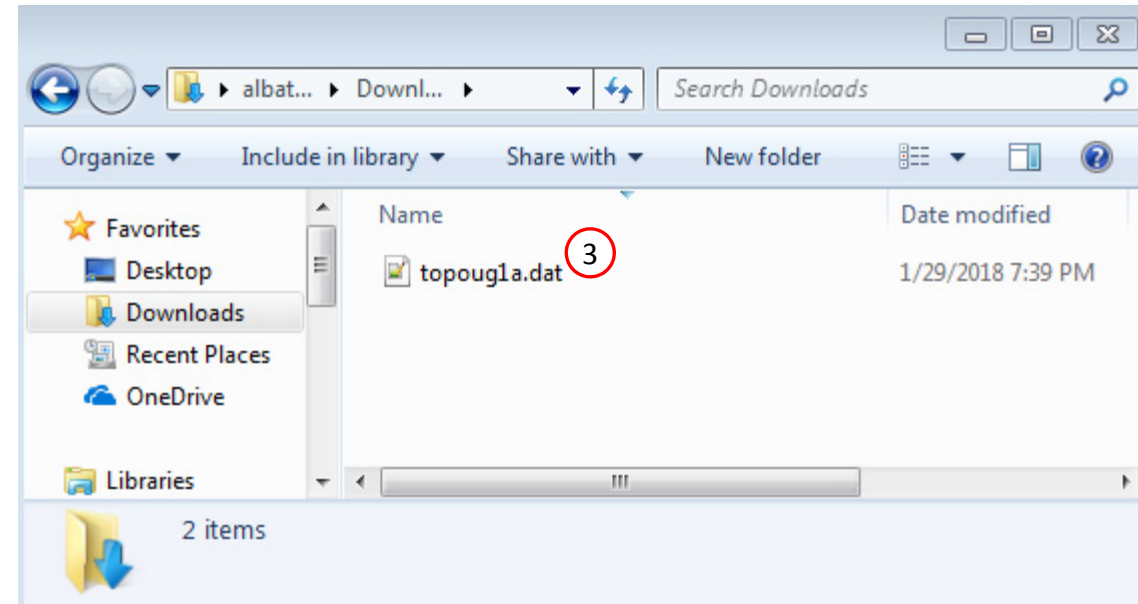 albat... Downl... Search Downloads
Organize Include in library Share with New folder
Favorites
Desktop
Downloads
Recent Places
OneDrive
Libraries
Name Date modified
topoug1a.dat 3 1/29/2018 7:39 PM
2 items